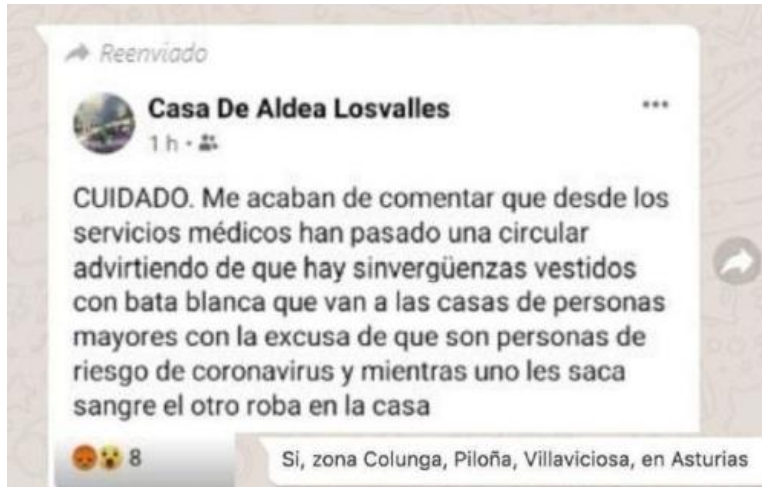 Reenviado
Casa De Aldea Losvalles
1 h
CUIDADO. Me acaban de comentar que desde los
servicios médicos han pasado una circular
advirtiendo de que hay sinvergüenzas vestidos
con bata blanca que van a las casas de personas
mayores con la excusa de que son personas de
riesgo de coronavirus y mientras uno les saca
sangre el otro roba en la casa
8
Si, zona Colunga, Piloña, Villaviciosa, en Asturias